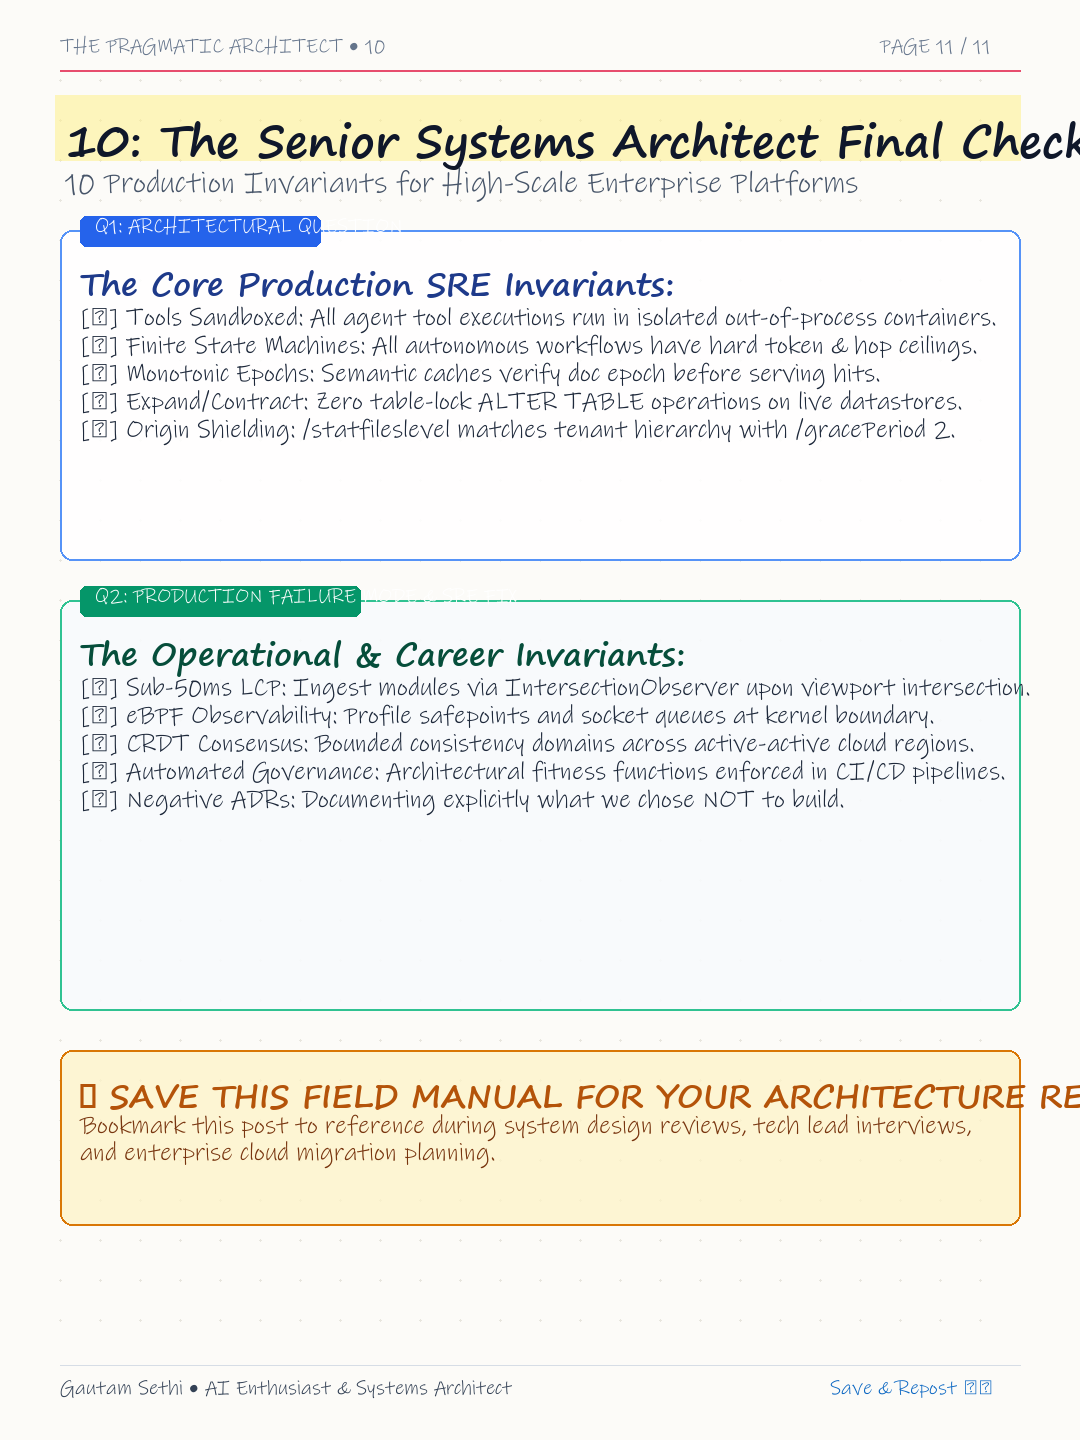 THE PRAGMATIC ARCHITECT • 10
PAGE 11 / 11
10: The Senior Systems Architect Final Check
10 Production Invariants for High-Scale Enterprise Platforms
Q1: ARCHITECTURAL QUESTION
The Core Production SRE Invariants:
[⍰] Tools Sandboxed: All agent tool executions run in isolated out-of-process containers.
[⍰] Finite State Machines: All autonomous workflows have hard token & hop ceilings.
[⍰] Monotonic Epochs: Semantic caches verify doc epoch before serving hits.
[⍰] Expand/Contract: Zero table-lock ALTER TABLE operations on live datastores.
[⍰] Origin Shielding: /statfileslevel matches tenant hierarchy with /gracePeriod 2.
Q2: PRODUCTION FAILURE
The Operational & Career Invariants:
[⍰] Sub-50ms LCP: Ingest modules via IntersectionObserver upon viewport intersection.
[⍰] eBPF Observability: Profile safepoints and socket queues at kernel boundary.
[⍰] CRDT Consensus: Bounded consistency domains across active-active cloud regions.
[⍰] Automated Governance: Architectural fitness functions enforced in CI/CD pipelines.
[⍰] Negative ADRs: Documenting explicitly what we chose NOT to build.
▯ SAVE THIS FIELD MANUAL FOR YOUR ARCHITECTURE RE
Bookmark this post to reference during system design reviews, tech lead interviews,
and enterprise cloud migration planning.
Gautam Sethi • AI Enthusiast & Systems Architect
Save & Repost ⍰⍰